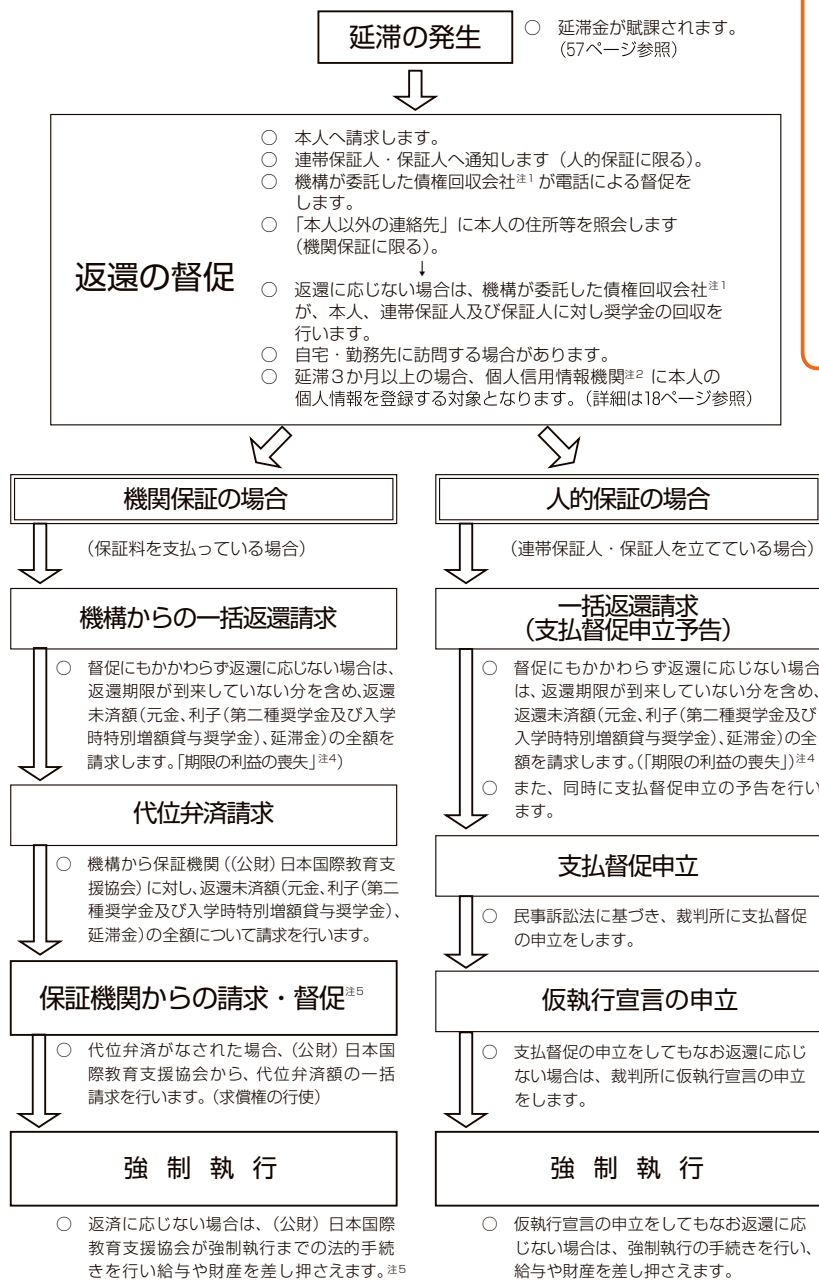 延滞の発生
○ 延滞金が賦課されます。
(57ページ参照)
返還の督促
○ 本人へ請求します。
○ 連帯保証人・保証人へ通知します（人的保証に限る）。
○ 機構が委託した債権回収会社注1 が電話による督促を
します。
○ 「本人以外の連絡先」に本人の住所等を照会します
(機関保証に限る)。
↓
○ 返還に応じない場合は、機構が委託した債権回収会社注1
が、本人、連帯保証人及び保証人に対し奨学金の回収を
行います。
○ 自宅・勤務先に訪問する場合があります。
○ 延滞3か月以上の場合、個人信用情報機関注2 に本人の
個人情報を登録する対象となります。(詳細は18ページ参照)
機関保証の場合
(保証料を支払っている場合)
機構からの一括返還請求
○ 督促にもかかわらず返還に応じない場合は、
返還期限が到来していない分を含め、返還
未済額(元金、利子(第二種奨学金及び入学
時特別増額貸与奨学金)、延滞金)の全額を
請求します。「期限の利益の喪失」注4)
代位弁済請求
○ 機構から保証機関((公財)日本国際教育支
援協会)に対し、返還未済額(元金、利子(第二
種奨学金及び入学時特別増額貸与奨学金)、
延滞金)の全額について請求を行います。
保証機関からの請求・督促注5
○ 代位弁済がなされた場合、(公財)日本国
際教育支援協会から、代位弁済額の一括
請求を行います。(求償権の行使)
強 制 執 行
○ 返済に応じない場合は、(公財)日本国際
教育支援協会が強制執行までの法的手続
きを行い給与や財産を差し押さえます。注5
人的保証の場合
(連帯保証人・保証人を立てている場合)
一括返還請求
(支払督促申立予告)
○ 督促にもかかわらず返還に応じない場合
は、返還期限が到来していない分を含め、
返還未済額(元金、利子(第二種奨学金及び
入学時特別増額貸与奨学金)、延滞金)の全
額を請求します。(「期限の利益の喪失」)注4
○ また、同時に支払督促申立の予告を行い
ます。
支払督促申立
○ 民事訴訟法に基づき、裁判所に支払督促
の申立をします。
仮執行宣言の申立
○ 支払督促の申立をしてもなお返還に応じ
ない場合は、裁判所に仮執行宣言の申立
をします。
強 制 執 行
○ 仮執行宣言の申立をしてもなお返還に応
じない場合は、強制執行の手続きを行い、
給与や財産を差し押さえます。